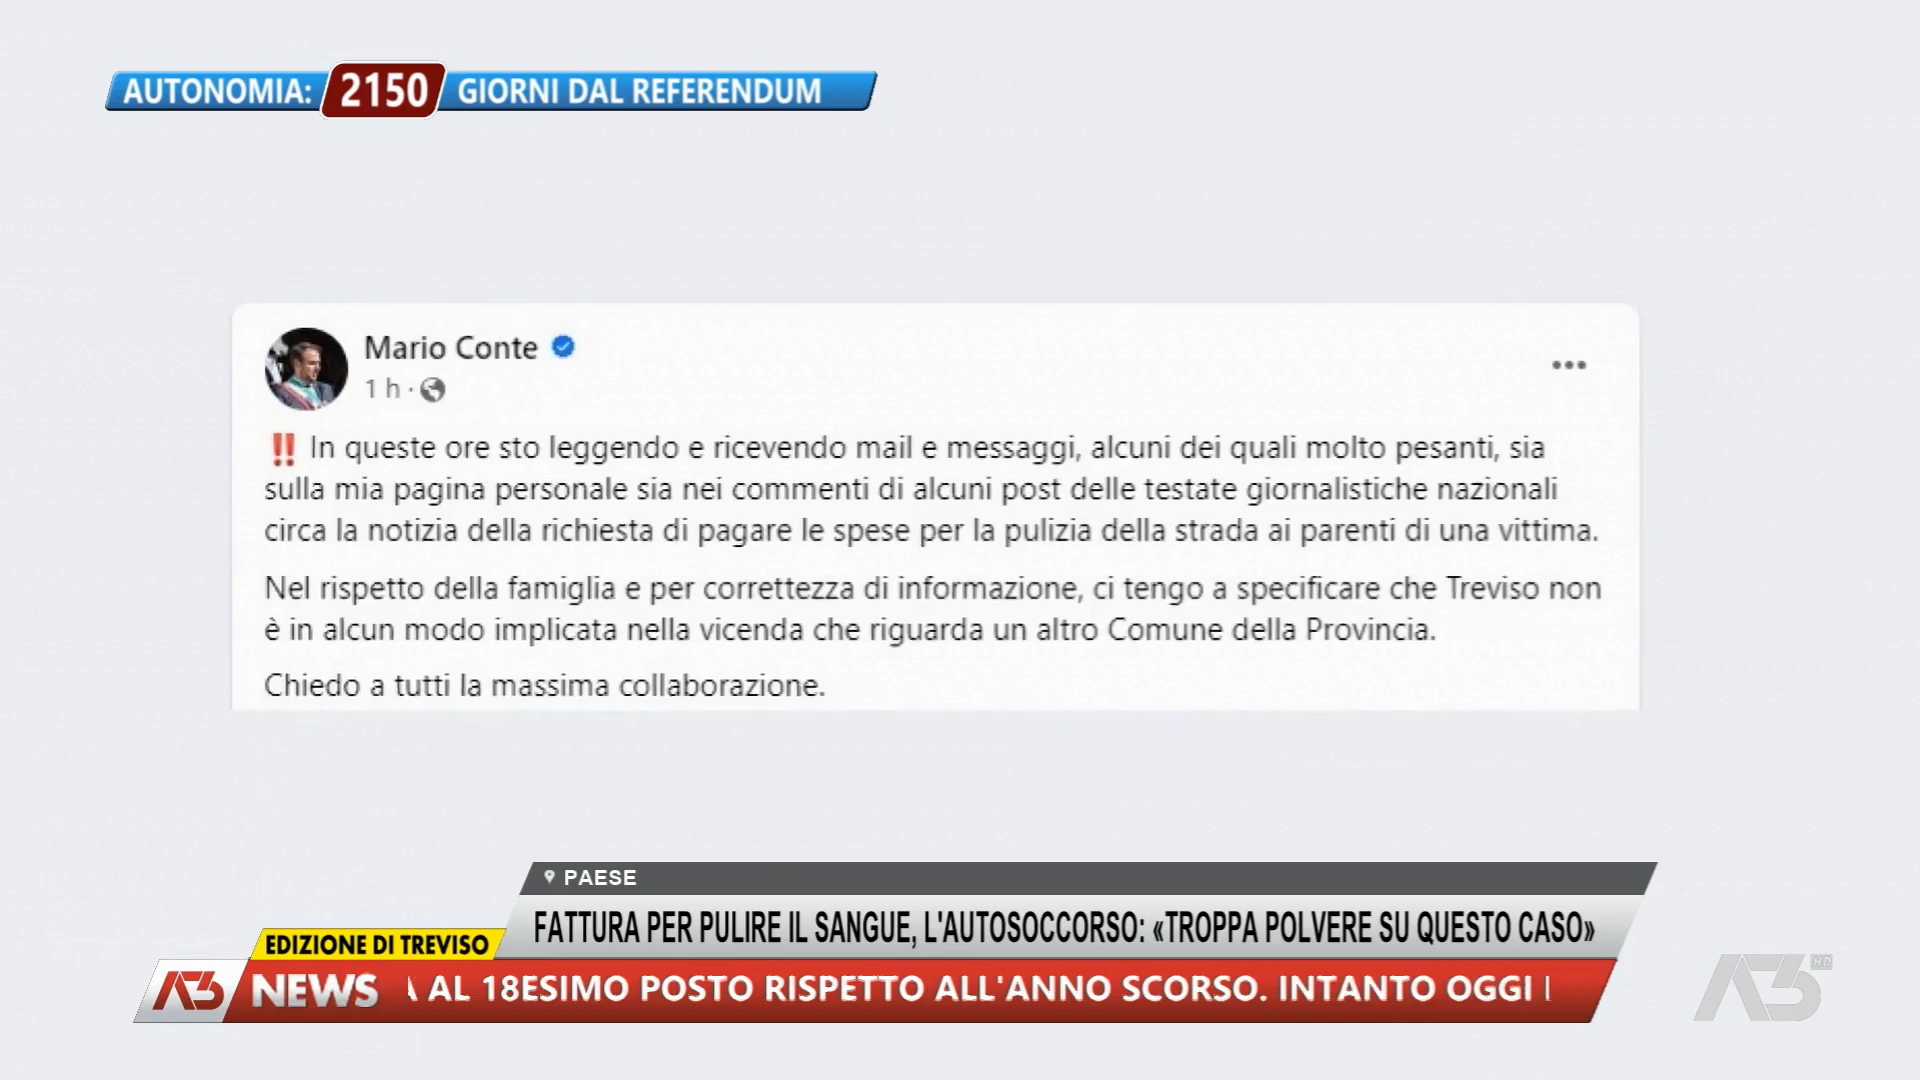 AUTONOMIA: 2150 GIORNI DAL REFERENDUM
Mario Conte
1 h ·
‼️ In queste ore sto leggendo e ricevendo mail e messaggi, alcuni dei quali molto pesanti, sia
sulla mia pagina personale sia nei commenti di alcuni post delle testate giornalistiche nazionali
circa la notizia della richiesta di pagare le spese per la pulizia della strada ai parenti di una vittima.
Nel rispetto della famiglia e per correttezza di informazione, ci tengo a specificare che Treviso non
è in alcun modo implicata nella vicenda che riguarda un altro Comune della Provincia.
Chiedo a tutti la massima collaborazione.
PAESE
FATTURA PER PULIRE IL SANGUE, L'AUTOSOCCORSO: «TROPPA POLVERE SU QUESTO CASO»
EDIZIONE DI TREVISO
A3 NEWS
AL 18ESIMO POSTO RISPETTO ALL'ANNO SCORSO. INTANTO OGGI
A3 HD